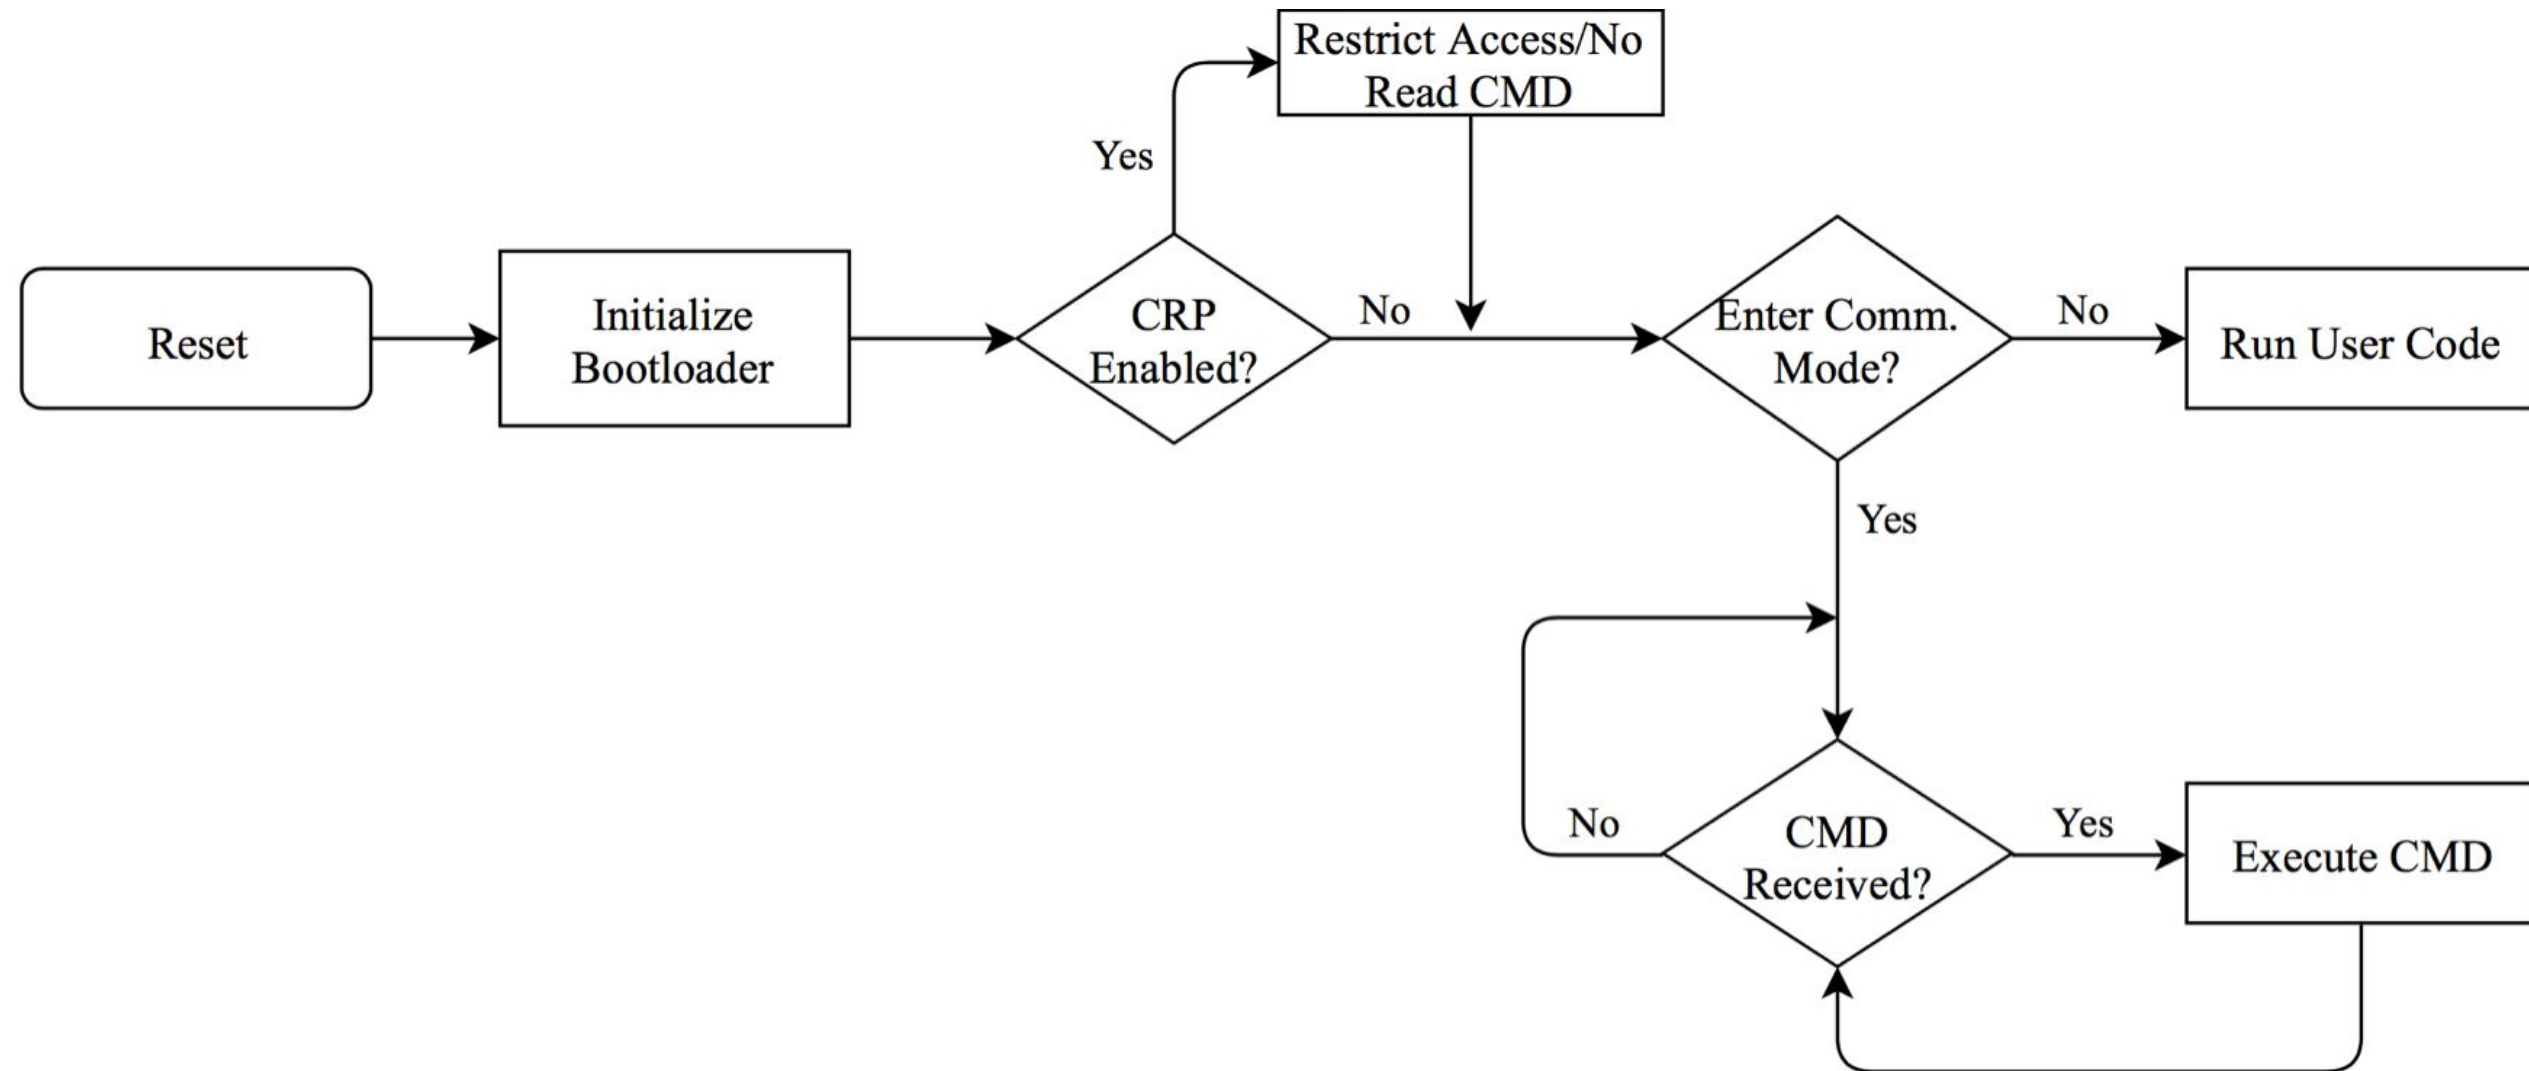 Restrict Access/No
Read CMD
Yes
Reset
Initialize
Bootloader
CRP
Enabled?
No
Enter Comm.
Mode?
No
Run User Code
Yes
No
CMD
Received?
Yes
Execute CMD